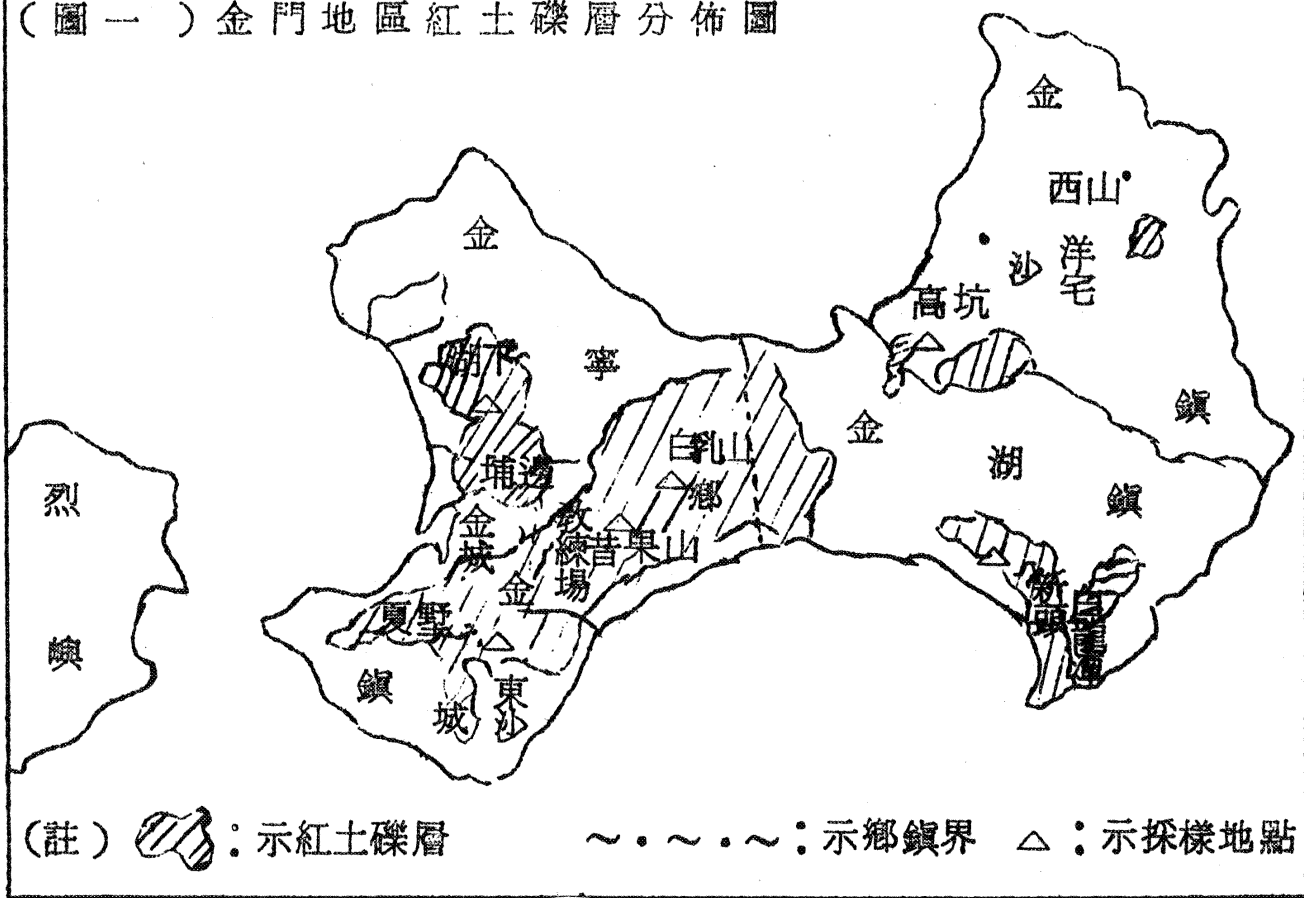 (圖一)金門地區紅土礫層分佈圖
金
西山
金
沙
洋
宅
高坑
湖下
寧
鎮
金
白乳山
湖
烈
埔邊
鄉
鎮
金
城
教
練
場
昔果山
金
新
頭
夏墅
嶼
鎮
東
沙
城
(註) :示紅土礫層 ~·~·~:示鄉鎮界 △:示採樣地點